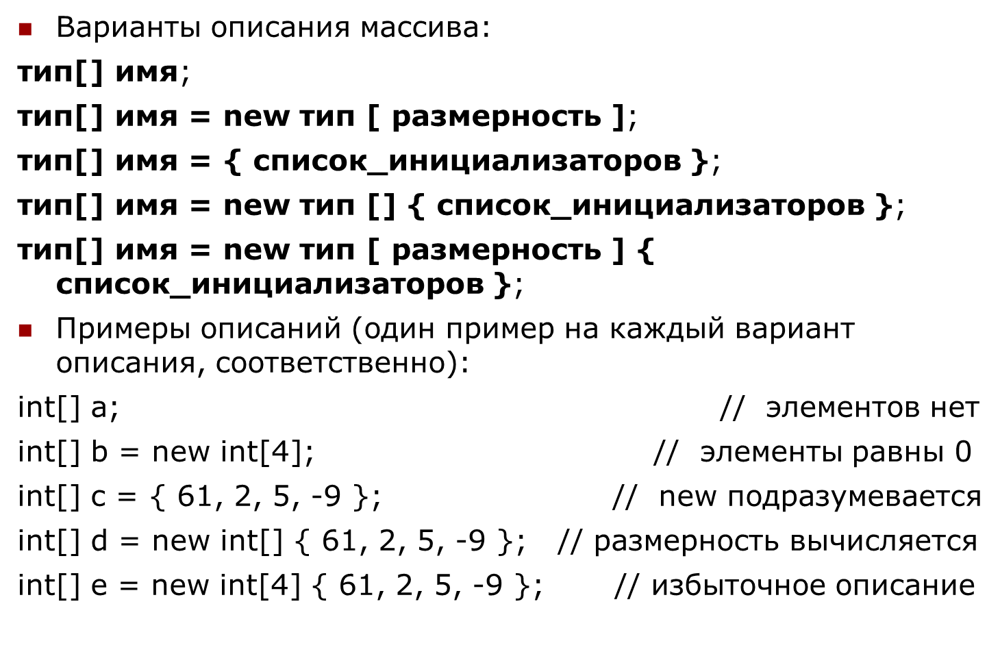 Варианты описания массива:
тип[] имя;
тип[] имя = new тип [ размерность ];
тип[] имя = { список_инициализаторов };
тип[] имя = new тип [] { список_инициализаторов };
тип[] имя = new тип [ размерность ] {
список_инициализаторов };
Примеры описаний (один пример на каждый вариант
описания, соответственно):
int[] a; // элементов нет
int[] b = new int[4]; // элементы равны 0
int[] c = { 61, 2, 5, -9 }; // new подразумевается
int[] d = new int[] { 61, 2, 5, -9 }; // размерность вычисляется
int[] e = new int[4] { 61, 2, 5, -9 }; // избыточное описание